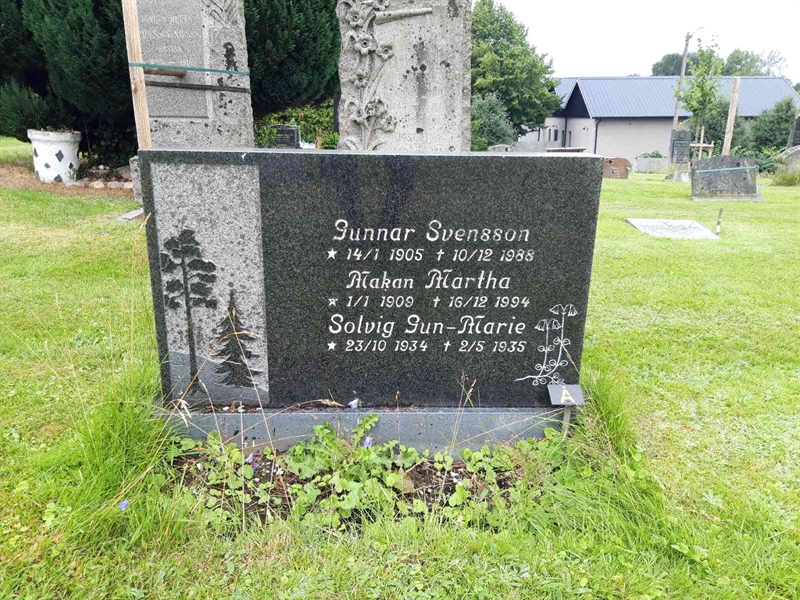 Gunnar Svensson
★ 14/1 1905 ✝ 10/12 1988
Makan Martha
★ 1/1 1909 ✝ 16/12 1994
Solvig Gun-Marie
★ 23/10 1934 ✝ 2/5 1935
A